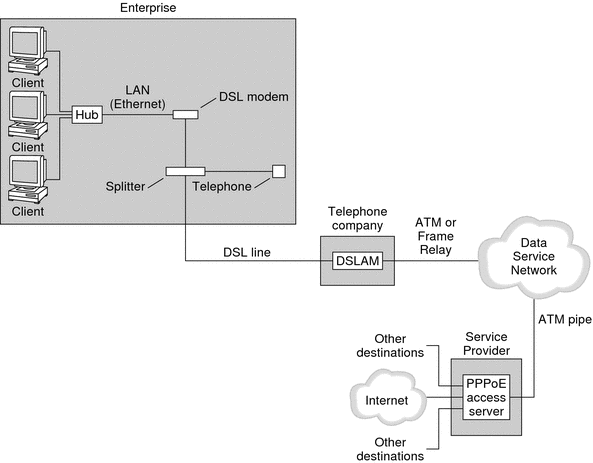 Enterprise
Client
LAN
(Ethernet)
DSL modem
Hub
Client
Splitter
Telephone
Client
Telephone
company
ATM or
Frame
Relay
Data
Service
Network
DSL line
DSLAM
ATM pipe
Other
destinations
Service
Provider
Internet
PPPoE
access
server
Other
destinations